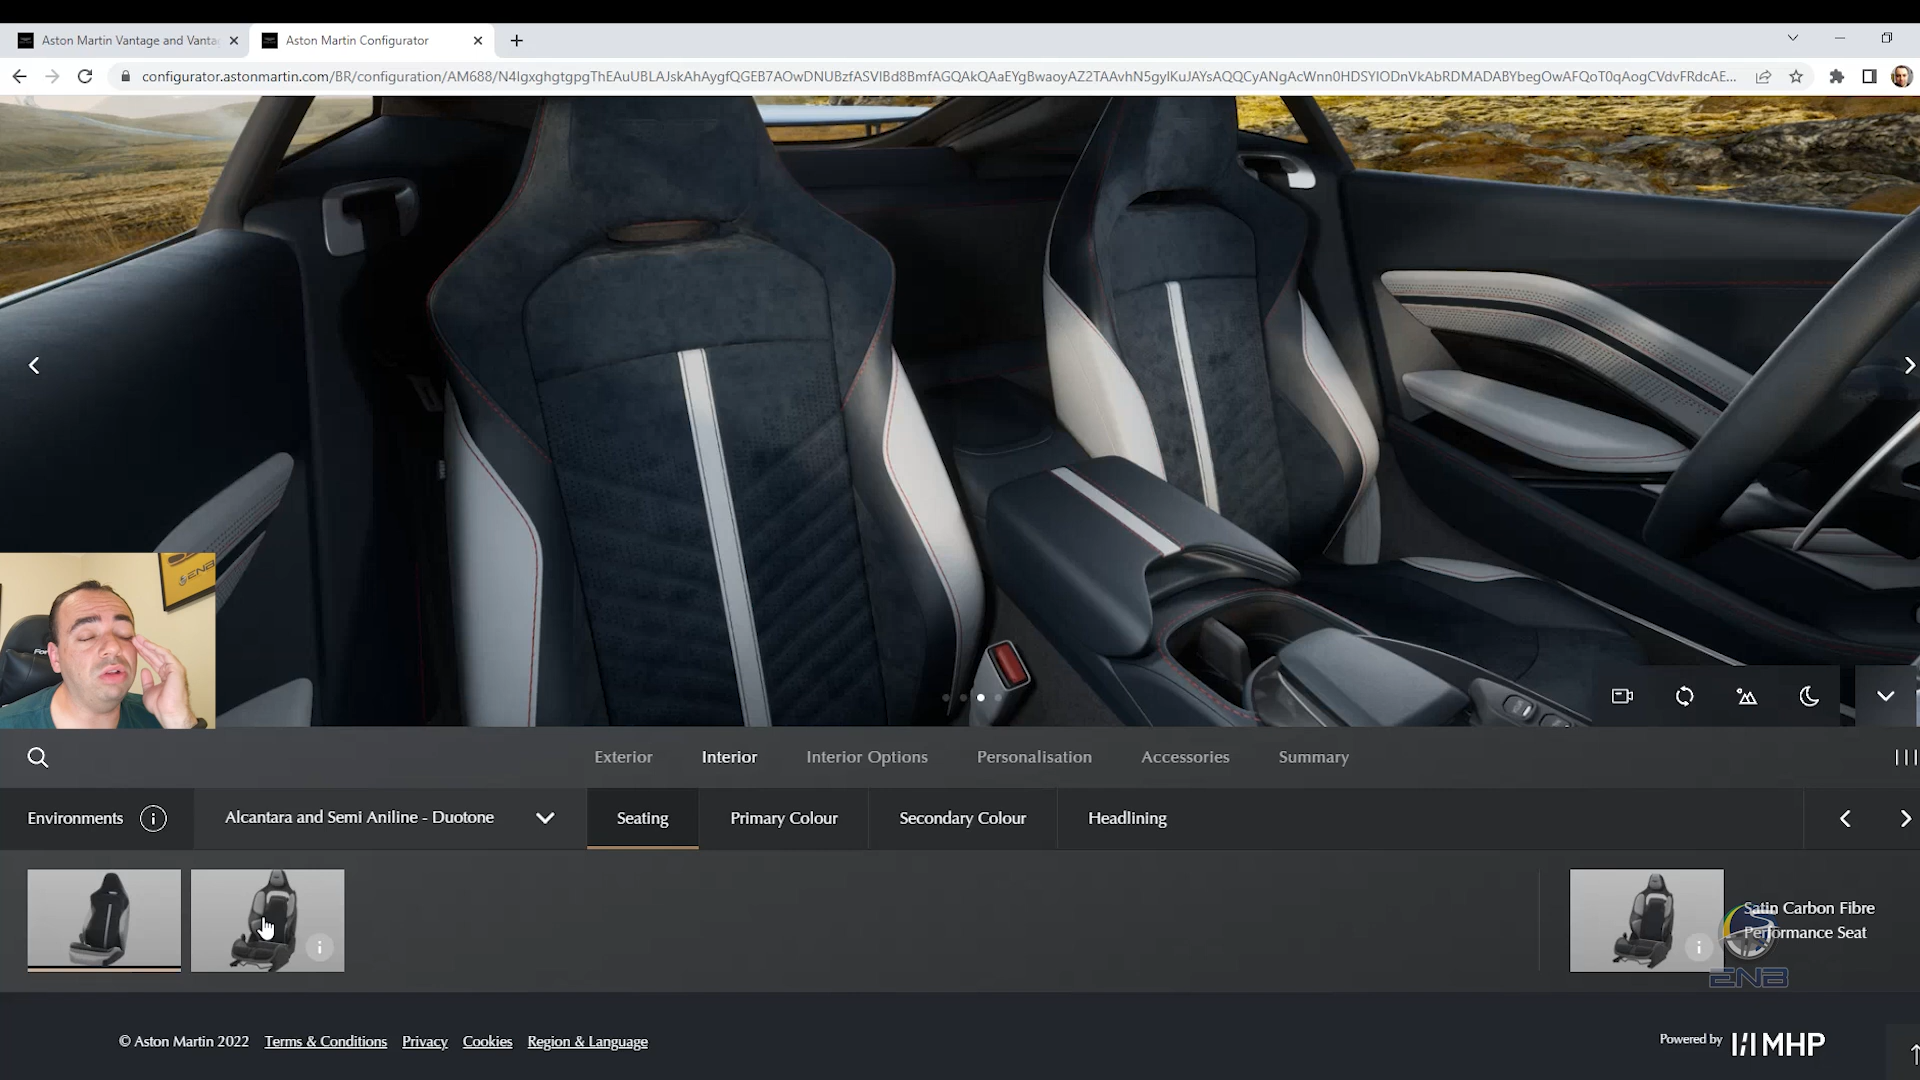 Aston Martin Vantage and Vanta
Aston Martin Configurator
configurator.astonmartin.com/BR/configuration/AM688/N4IgxghgtgpgThEAuUBLAJskAhAygfQGEB7AOwDNUBzfASVIBd8BmfAGQAkQAaEYgBwaoyAZ2TAAvhN5gyIKuJAYsAQQCyANgAcWnn0HDSYIODnVkAbRDMADABYbegOwAFQoT0qAogCVdvFRdcAE...
ENB
Exterior
Interior
Interior Options
Personalisation
Accessories
Summary
Environments
Alcantara and Semi Aniline - Duotone
Seating
Primary Colour
Secondary Colour
Headlining
Satin Carbon Fibre
Performance Seat
ENB
© Aston Martin 2022
Terms & Conditions
Privacy
Cookies
Region & Language
Powered by
MHP